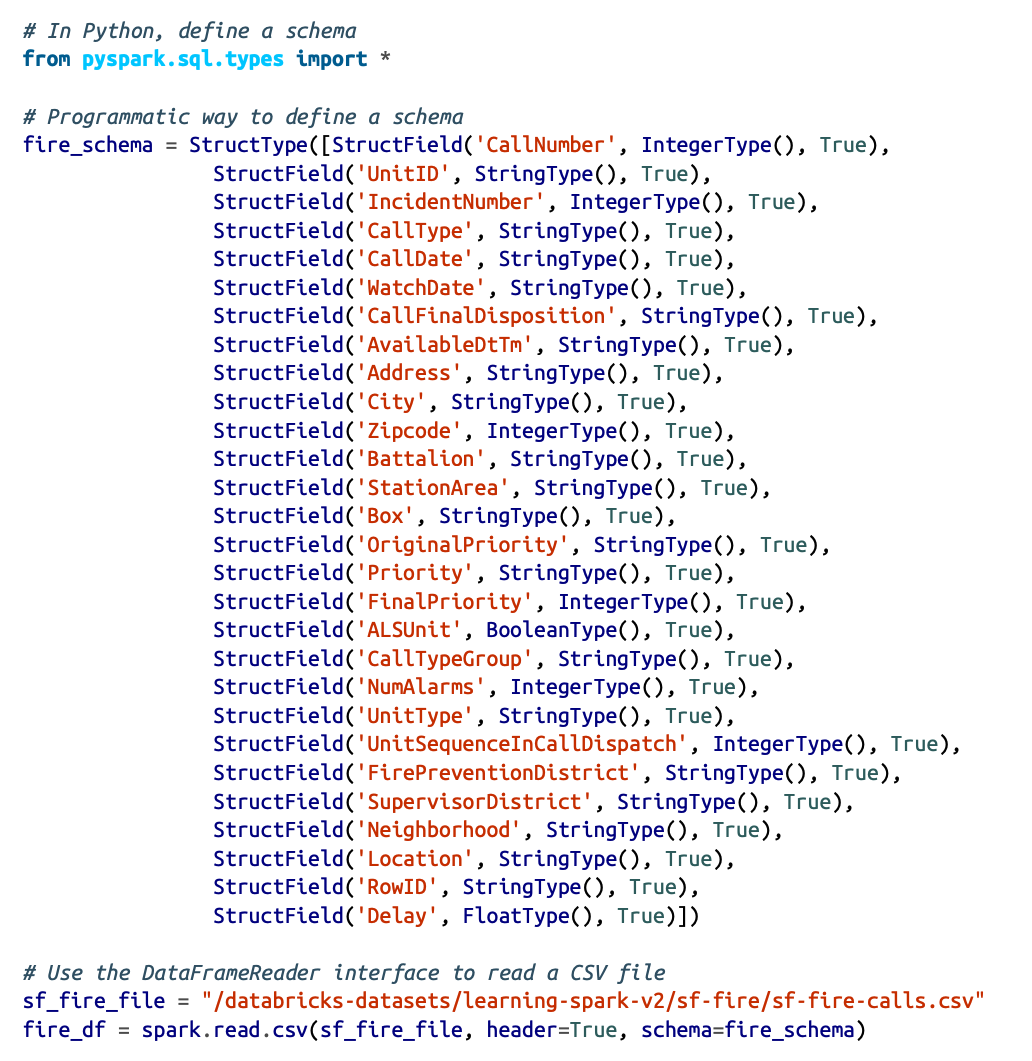 # In Python, define a schema
from pyspark.sql.types import *

# Programmatic way to define a schema
fire_schema = StructType([StructField('CallNumber', IntegerType(), True),
                StructField('UnitID', StringType(), True),
                StructField('IncidentNumber', IntegerType(), True),
                StructField('CallType', StringType(), True),
                StructField('CallDate', StringType(), True),
                StructField('WatchDate', StringType(), True),
                StructField('CallFinalDisposition', StringType(), True),
                StructField('AvailableDtTm', StringType(), True),
                StructField('Address', StringType(), True),
                StructField('City', StringType(), True),
                StructField('Zipcode', IntegerType(), True),
                StructField('Battalion', StringType(), True),
                StructField('StationArea', StringType(), True),
                StructField('Box', StringType(), True),
                StructField('OriginalPriority', StringType(), True),
                StructField('Priority', StringType(), True),
                StructField('FinalPriority', IntegerType(), True),
                StructField('ALSUnit', BooleanType(), True),
                StructField('CallTypeGroup', StringType(), True),
                StructField('NumAlarms', IntegerType(), True),
                StructField('UnitType', StringType(), True),
                StructField('UnitSequenceInCallDispatch', IntegerType(), True),
                StructField('FirePreventionDistrict', StringType(), True),
                StructField('SupervisorDistrict', StringType(), True),
                StructField('Neighborhood', StringType(), True),
                StructField('Location', StringType(), True),
                StructField('RowID', StringType(), True),
                StructField('Delay', FloatType(), True)])

# Use the DataFrameReader interface to read a CSV file
sf_fire_file = "/databricks-datasets/learning-spark-v2/sf-fire/sf-fire-calls.csv"
fire_df = spark.read.csv(sf_fire_file, header=True, schema=fire_schema)